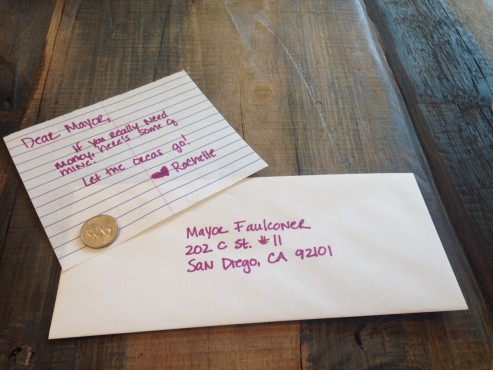 Dear Mayor,
If you really need
money, here's some of
mine!
Let the orcas go!
♥ Rachelle
Mayor Faulconer
202 C St. #11
San Diego, CA 92101